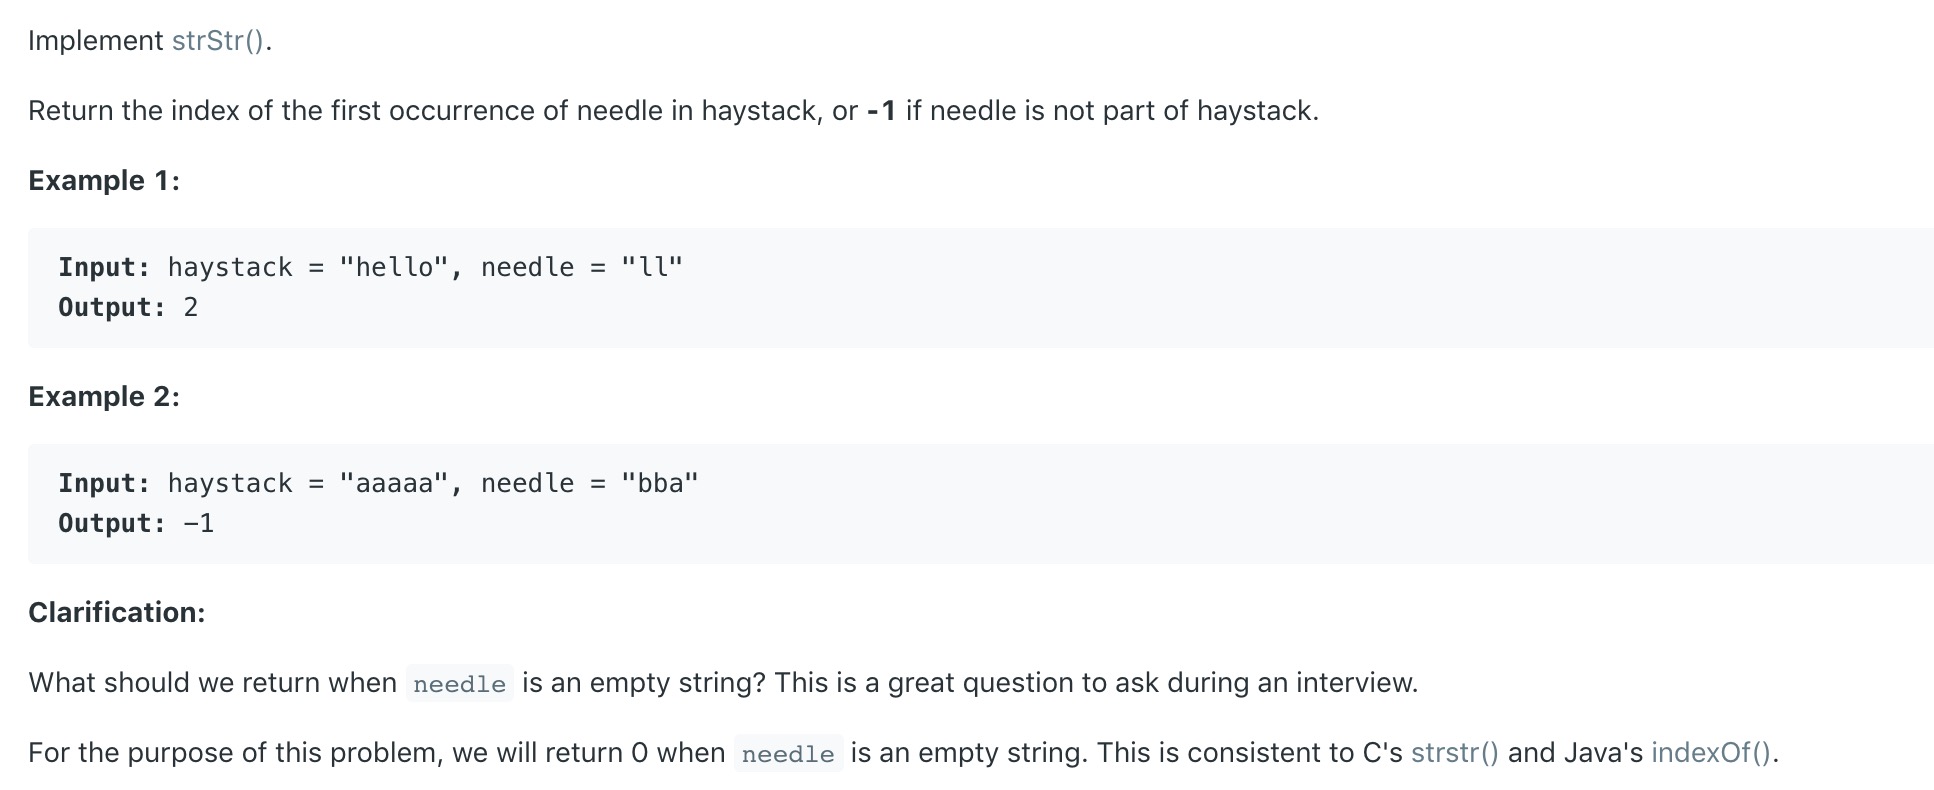 Implement strStr().
Return the index of the first occurrence of needle in haystack, or -1 if needle is not part of haystack.
Example 1:
Input: haystack = "hello", needle = "ll"
Output: 2
Example 2:
Input: haystack = "aaaaa", needle = "bba"
Output: -1
Clarification:
What should we return when needle is an empty string? This is a great question to ask during an interview.
For the purpose of this problem, we will return 0 when needle is an empty string. This is consistent to C's strstr() and Java's indexOf().